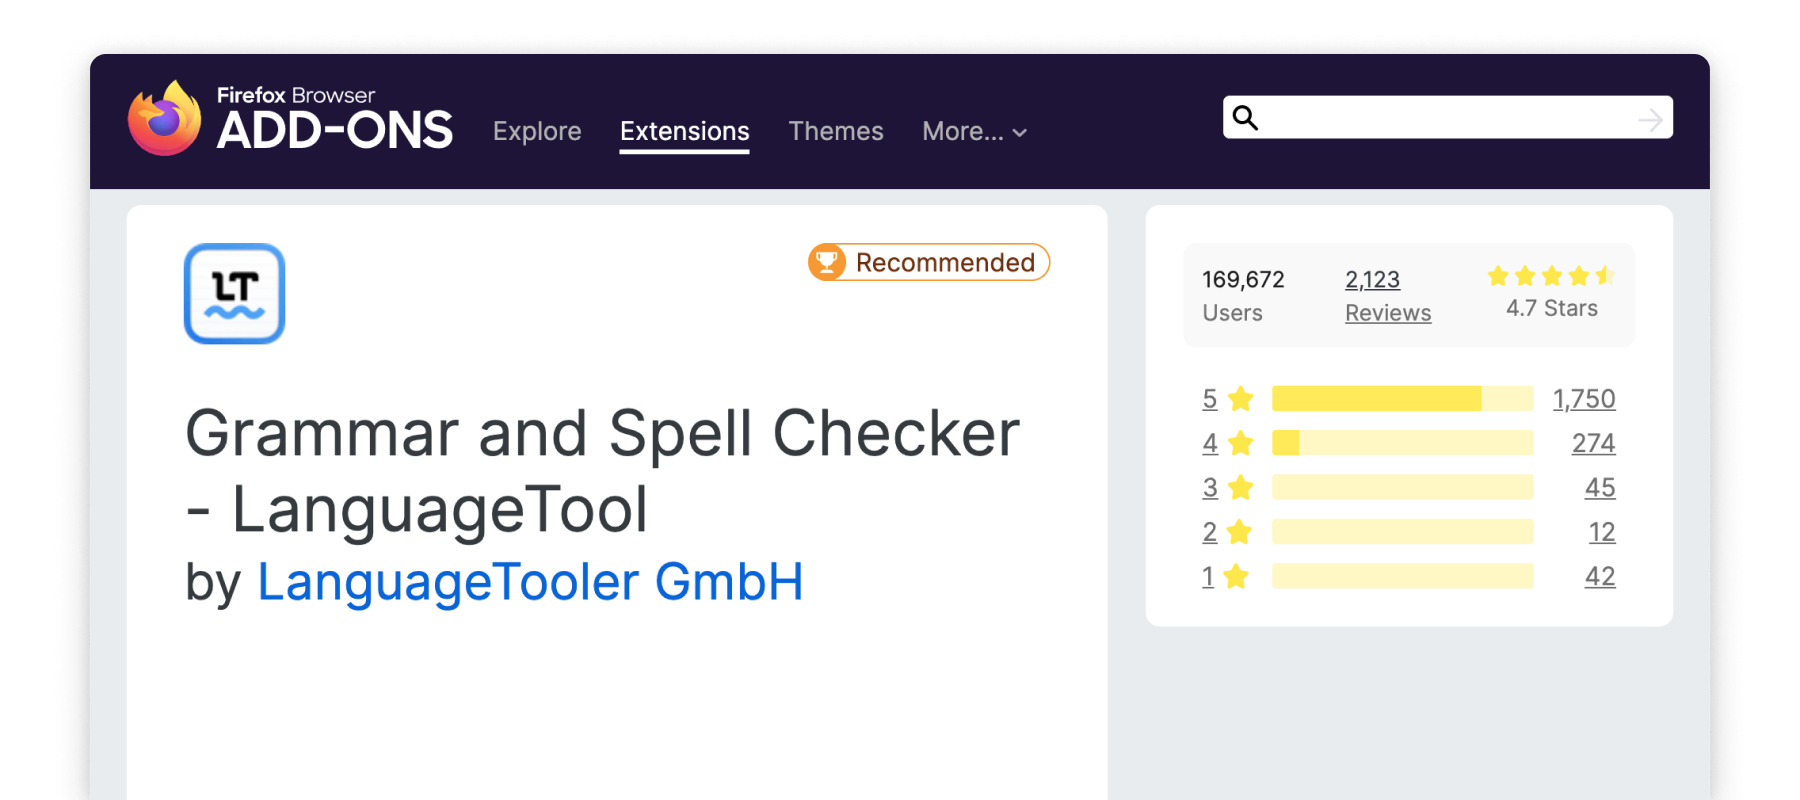 Firefox Browser
ADD-ONS
Explore
Extensions
Themes
More...
LT
Recommended
Grammar and Spell Checker
- LanguageTool
by LanguageTooler GmbH
169,672
Users
2,123
Reviews
4.7 Stars
5 1,750
4 274
3 45
2 12
1 42